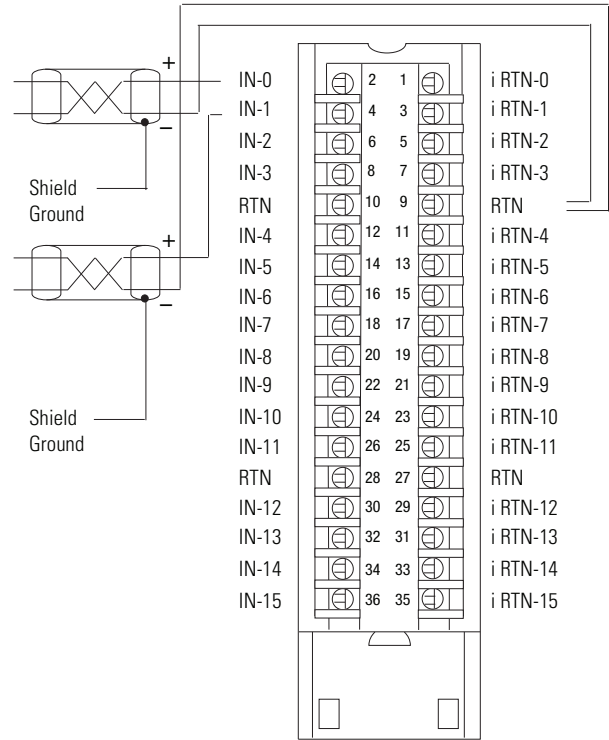 +
IN-0 2 1 i RTN-0
IN-1 4 3 i RTN-1
–
IN-2 6 5 i RTN-2
IN-3 8 7 i RTN-3
Shield
Ground
RTN 10 9 RTN
+
IN-4 12 11 i RTN-4
IN-5 14 13 i RTN-5
IN-6 16 15 i RTN-6
–
IN-7 18 17 i RTN-7
IN-8 20 19 i RTN-8
IN-9 22 21 i RTN-9
Shield
Ground
IN-10 24 23 i RTN-10
IN-11 26 25 i RTN-11
RTN 28 27 RTN
IN-12 30 29 i RTN-12
IN-13 32 31 i RTN-13
IN-14 34 33 i RTN-14
IN-15 36 35 i RTN-15